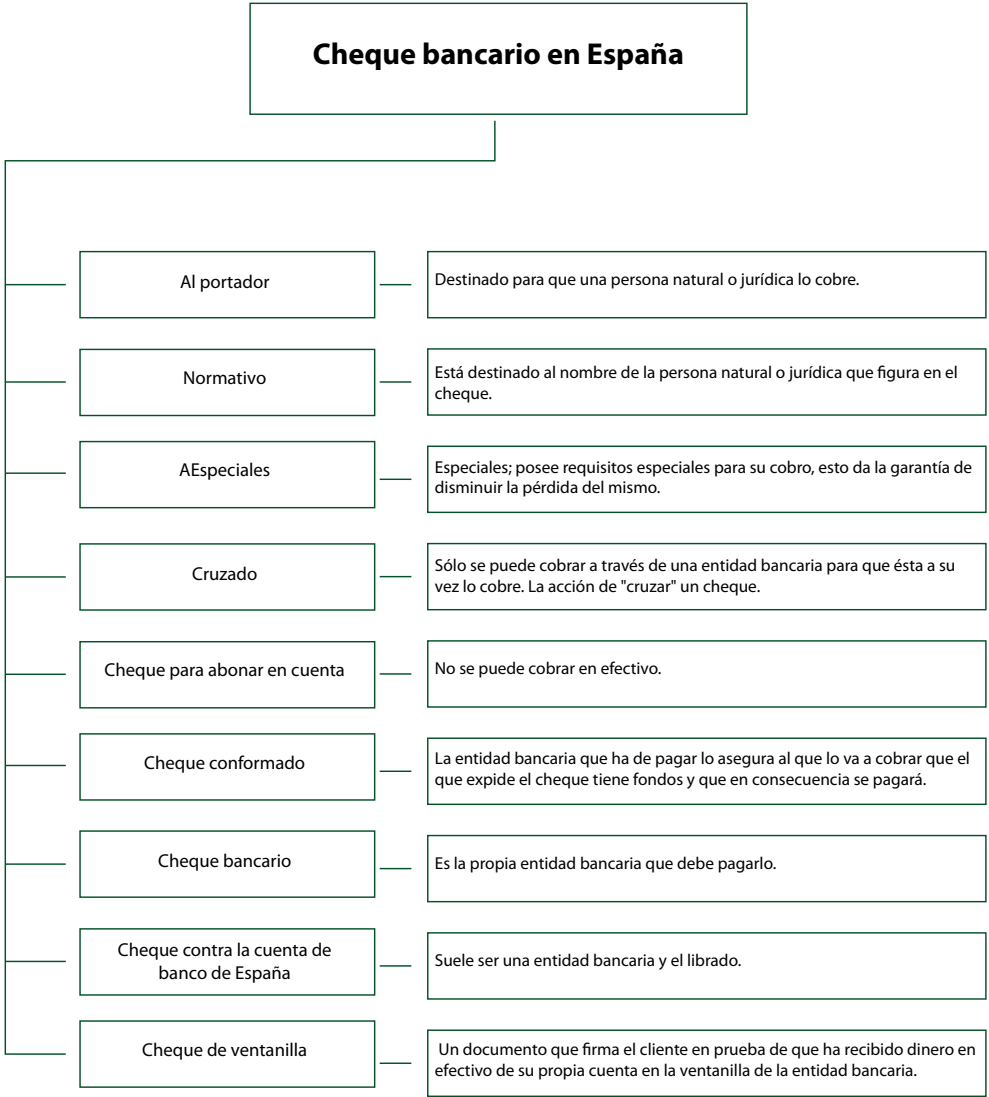 Cheque bancario en España
Al portador
Destinado para que una persona natural o jurídica lo cobre.
Normativo
Está destinado al nombre de la persona natural o jurídica que figura en el
cheque.
AEspeciales
Especiales; posee requisitos especiales para su cobro, esto da la garantía de
disminuir la pérdida del mismo.
Cruzado
Sólo se puede cobrar a través de una entidad bancaria para que ésta a su
vez lo cobre. La acción de "cruzar" un cheque.
Cheque para abonar en cuenta
No se puede cobrar en efectivo.
Cheque conformado
La entidad bancaria que ha de pagar lo asegura al que lo va a cobrar que el
que expide el cheque tiene fondos y que en consecuencia se pagará.
Cheque bancario
Es la propia entidad bancaria que debe pagarlo.
Cheque contra la cuenta de
banco de España
Suele ser una entidad bancaria y el librado.
Cheque de ventanilla
Un documento que firma el cliente en prueba de que ha recibido dinero en
efectivo de su propia cuenta en la ventanilla de la entidad bancaria.